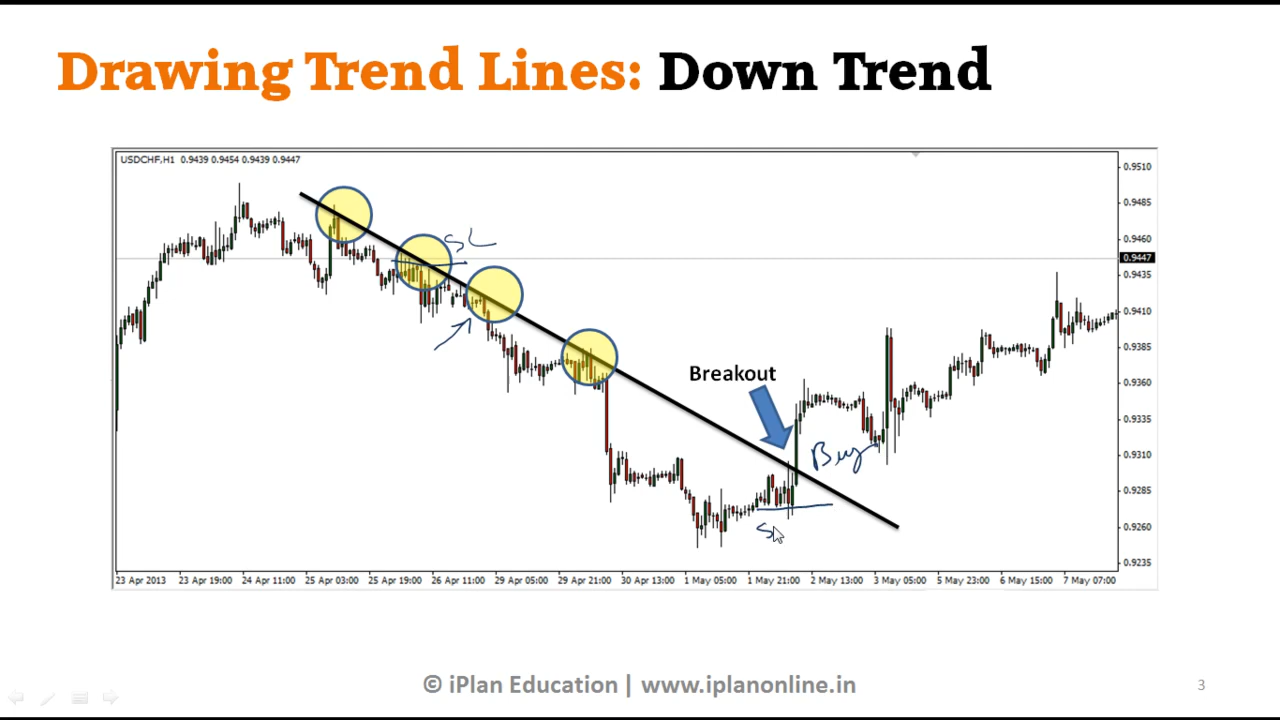 Drawing Trend Lines: Down Trend
USDCHF,H1 0.9439 0.9454 0.9439 0.9447
0.9510
0.9485
0.9460
0.9447
0.9435
0.9410
0.9385
0.9360
0.9335
0.9310
0.9285
0.9260
0.9235
SL
Breakout
Buy
S
23 Apr 2013 23 Apr 19:00 24 Apr 11:00 25 Apr 03:00 25 Apr 19:00 26 Apr 11:00 29 Apr 05:00 29 Apr 21:00 30 Apr 13:00 1 May 05:00 1 May 21:00 2 May 13:00 3 May 05:00 5 May 23:00 6 May 15:00 7 May 07:00
© iPlan Education | www.iplanonline.in
3